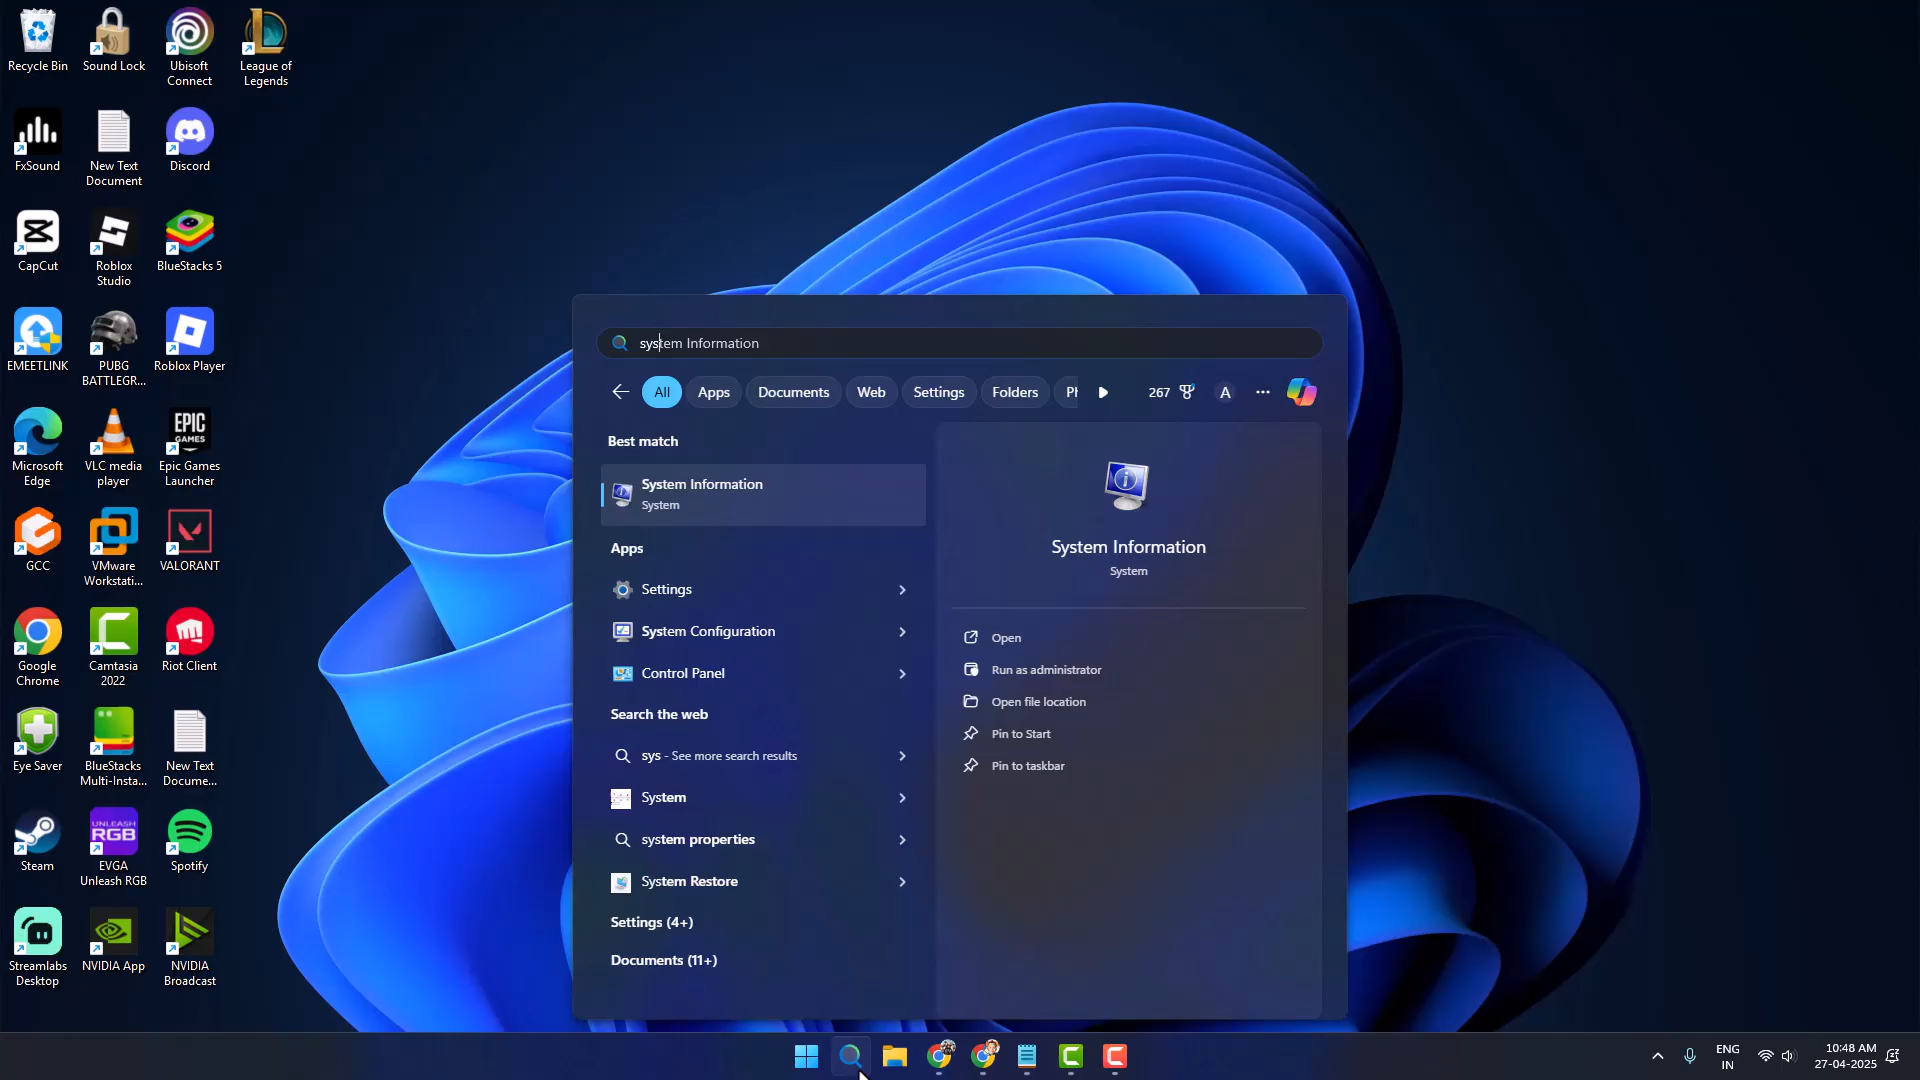 Recycle Bin
Sound Lock
Ubisoft
Connect
League of
Legends
FxSound
New Text
Document
Discord
CapCut
Roblox
Studio
BlueStacks 5
EMEETLINK
PUBG
BATTLEGR...
Roblox Player
Microsoft
Edge
VLC media
player
EPIC
GAMES
Epic Games
Launcher
GCC
VMware
Workstati...
VALORANT
Google
Chrome
Camtasia
2022
Riot Client
Eye Saver
BlueStacks
Multi-Insta...
New Text
Docume...
Steam
UNLEASH
RGB
EVGA
Unleash RGB
Spotify
Streamlabs
Desktop
NVIDIA App
NVIDIA
Broadcast
system Information
All
Apps
Documents
Web
Settings
Folders
267
A
Best match
System Information
System
Apps
Settings
System Configuration
Control Panel
Search the web
sys - See more search results
System
system properties
System Restore
Settings (4+)
Documents (11+)
System Information
System
Open
Run as administrator
Open file location
Pin to Start
Pin to taskbar
ENG
IN
10:48 AM
27-04-2025